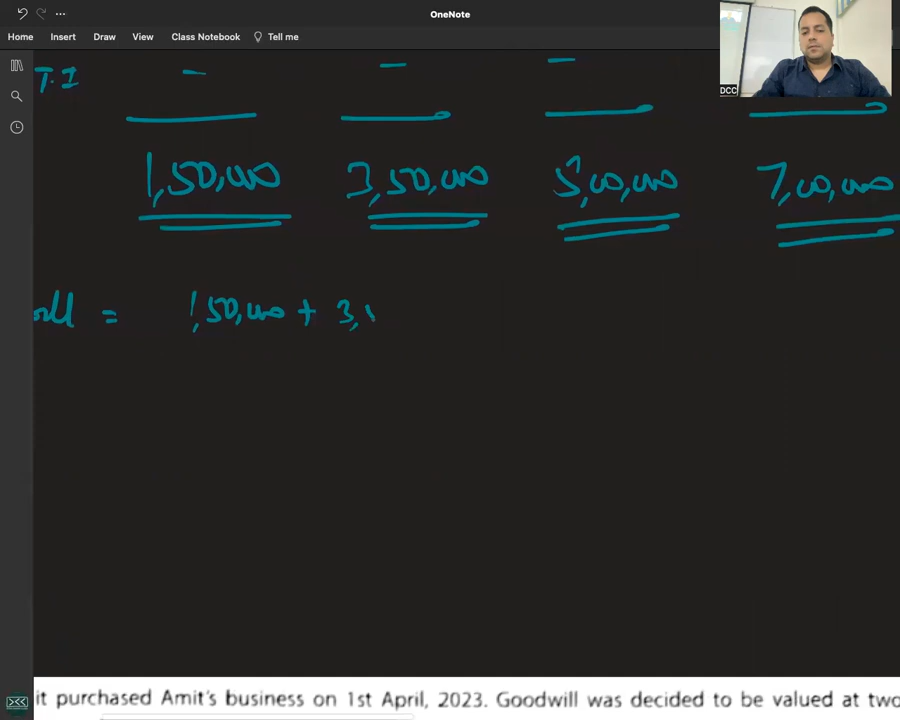 OneNote
Home Insert Draw View Class Notebook Tell me
DCC
T.I - - -
1,50,000 3,50,000 5,00,000 7,00,000
will = 1,50,000 + 3,
it purchased Amit's business on 1st April, 2023. Goodwill was decided to be valued at two